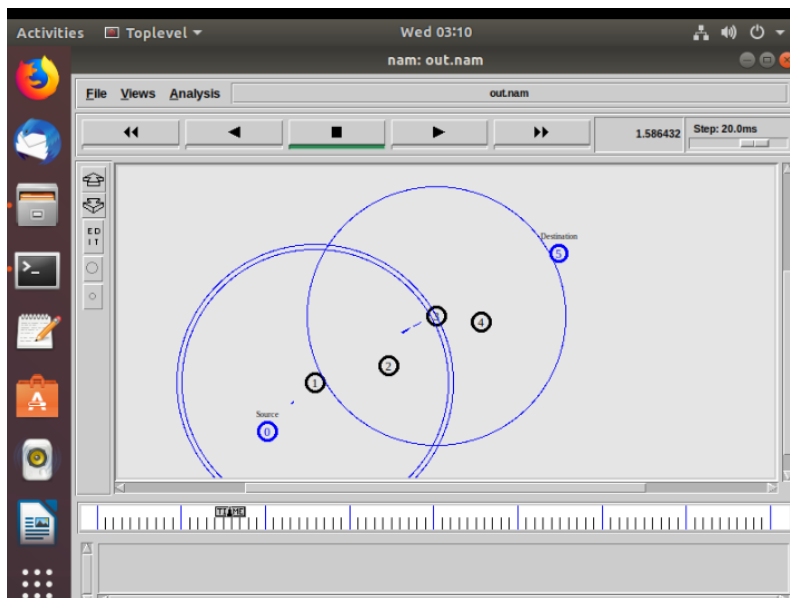 Activities Toplevel Wed 03:10
nam: out.nam
File Views Analysis out.nam
1.586432 Step: 20.0ms
ED
IT
Destination
5
3
4
2
1
Source
0
TIME